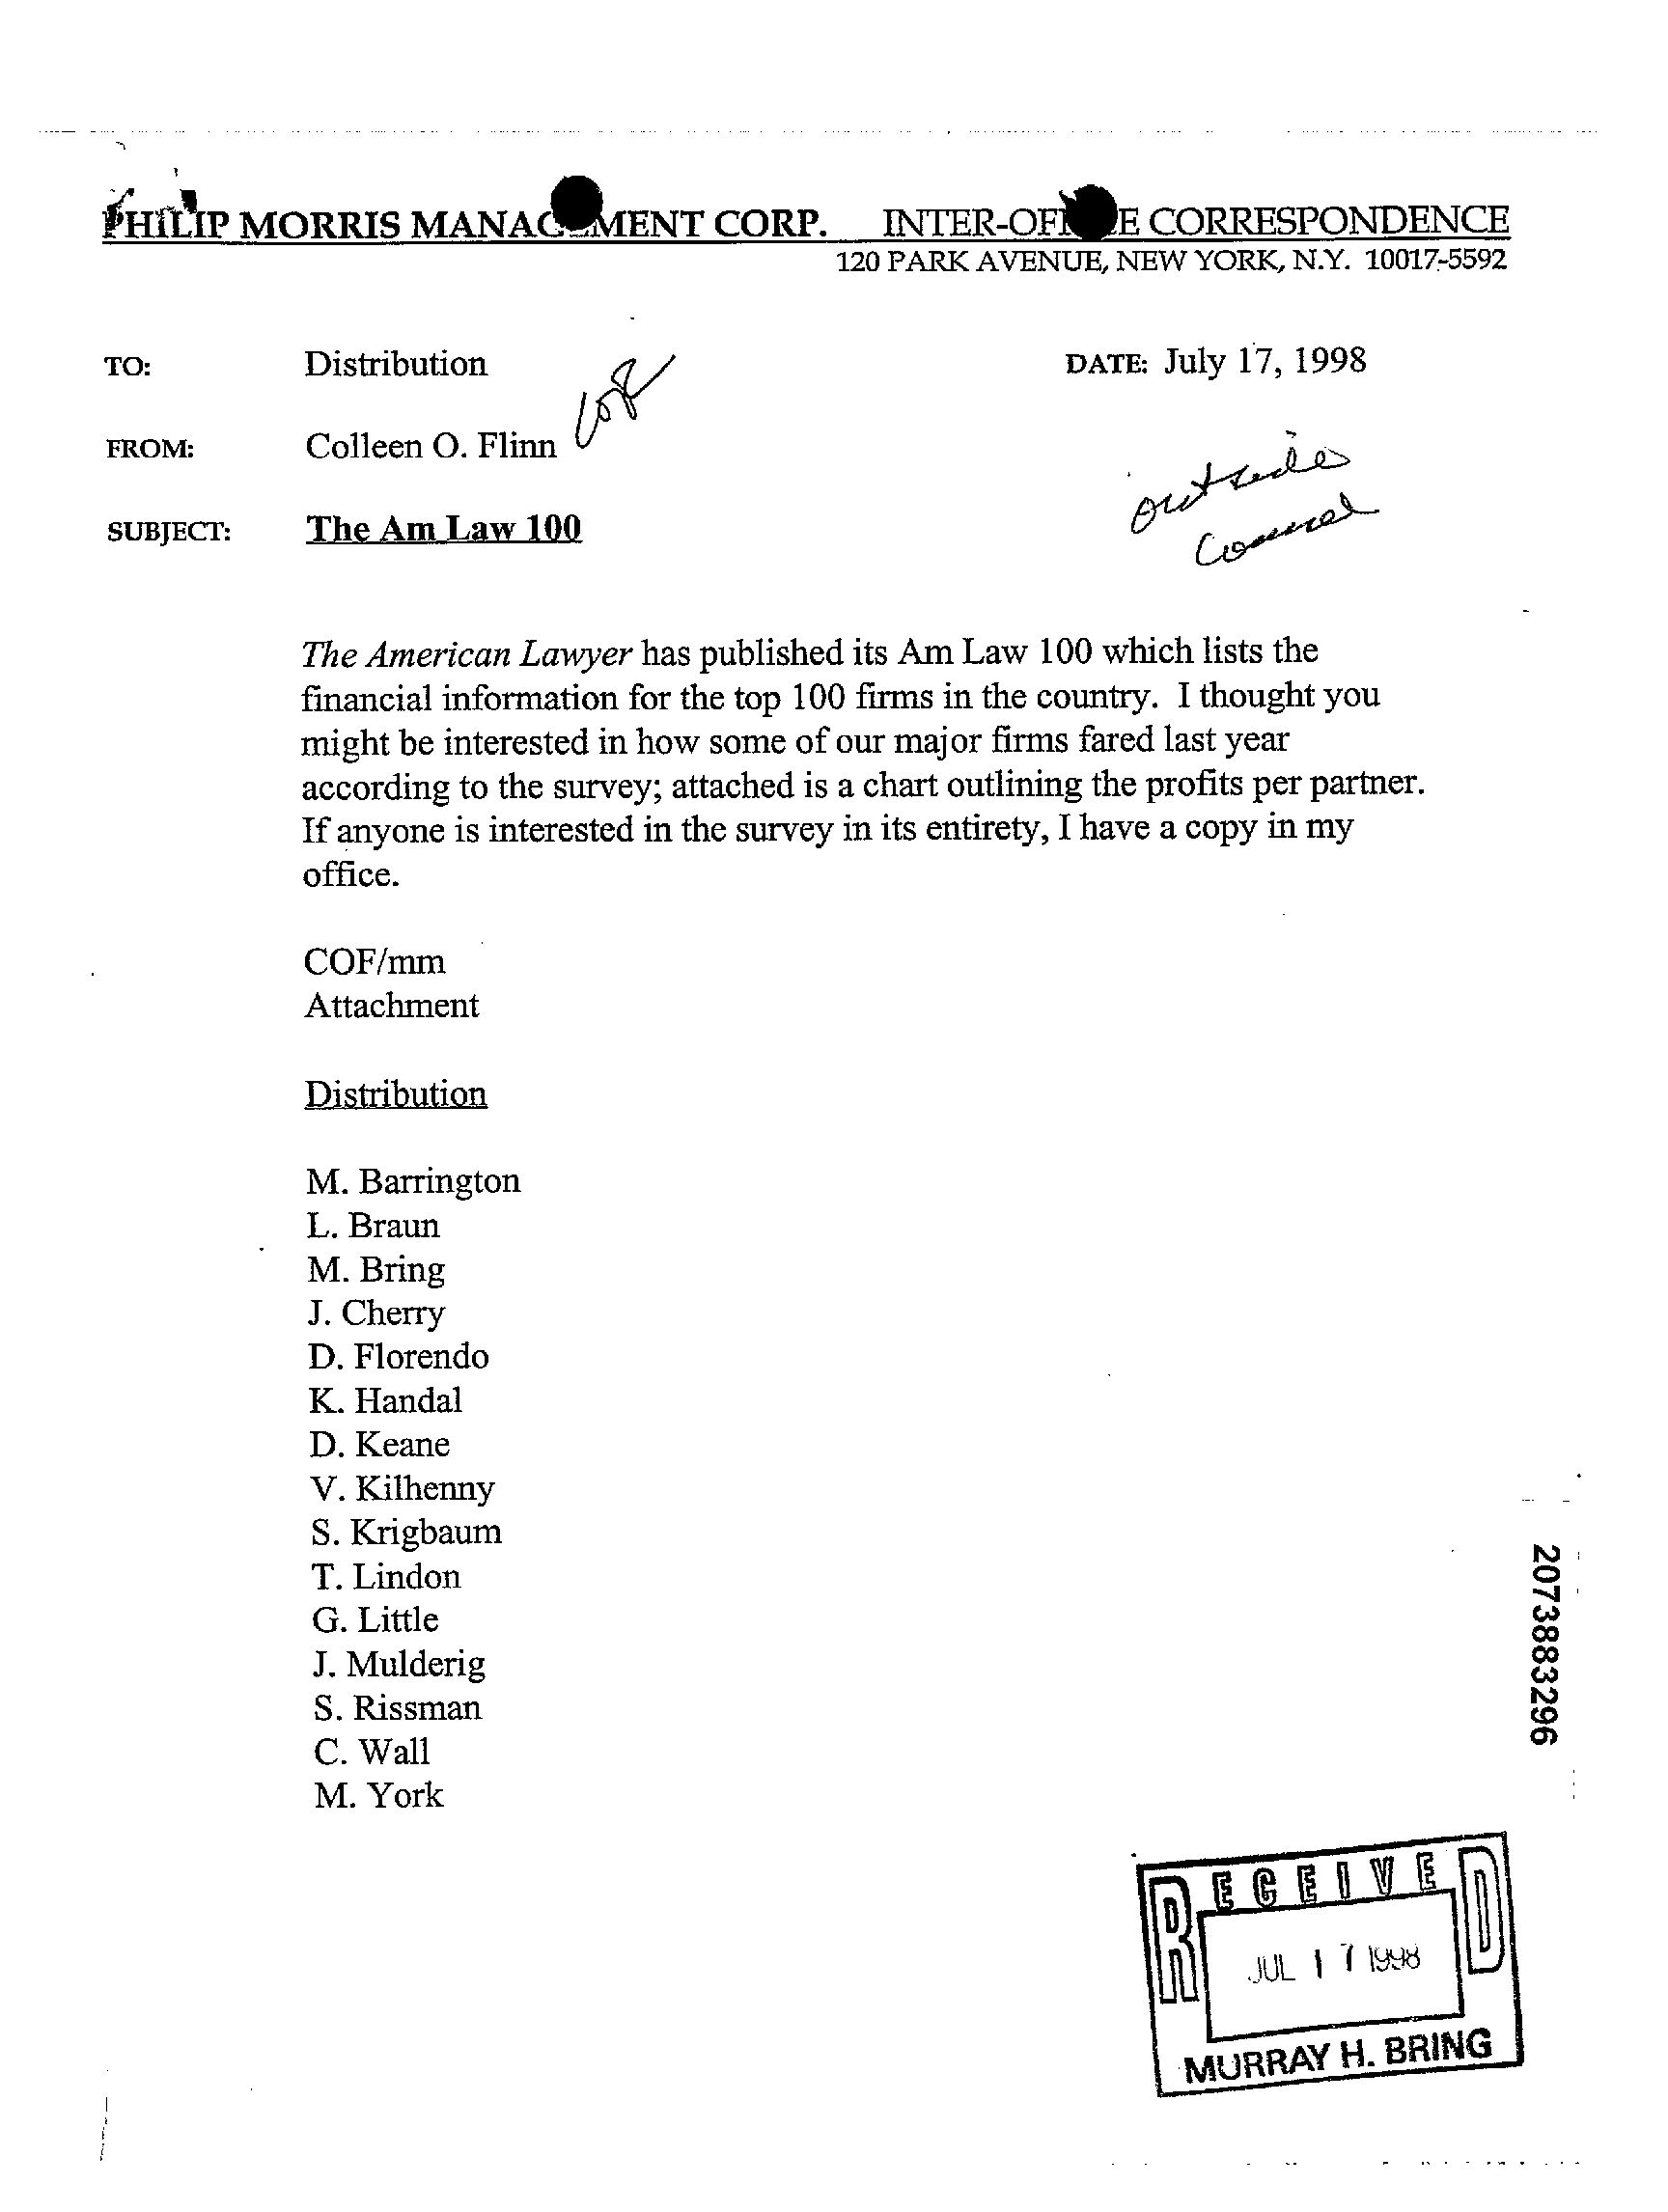 PHILIP MORRIS MANAGEMENT CORP. INTER-OFFICE CORRESPONDENCE
120 PARK AVENUE, NEW YORK, N.Y. 10017-5592
TO: Distribution DATE: July 17, 1998
FROM: Colleen O. Flinn
outside
counsel
SUBJECT: The Am Law 100
The American Lawyer has published its Am Law 100 which lists the
financial information for the top 100 firms in the country. I thought you
might be interested in how some of our major firms fared last year
according to the survey; attached is a chart outlining the profits per partner.
If anyone is interested in the survey in its entirety, I have a copy in my
office.
COF/mm
Attachment
Distribution
M. Barrington
L. Braun
M. Bring
J. Cherry
D. Florendo
K. Handal
D. Keane
V. Kilhenny
S. Krigbaum
T. Lindon
G. Little
J. Mulderig
S. Rissman
C. Wall
M. York
2073883296
RECEIVED
JUL 17 1998
MURRAY H. BRING